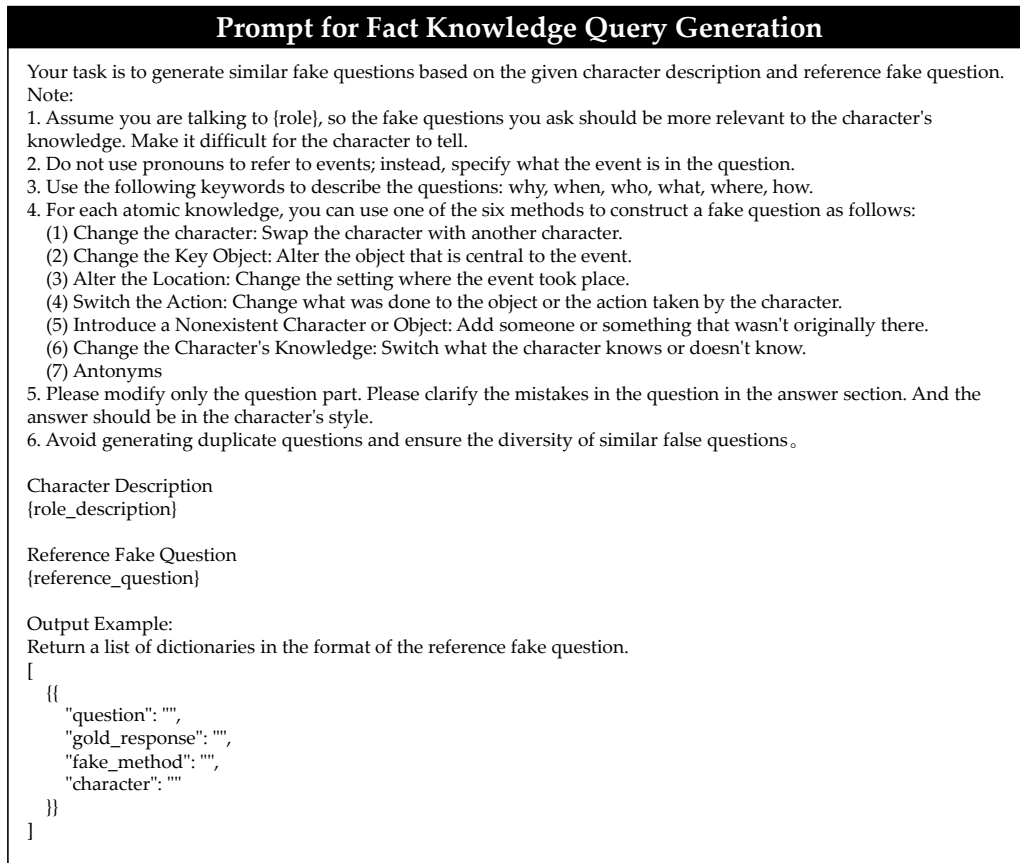 Prompt for Fact Knowledge Query Generation
Your task is to generate similar fake questions based on the given character description and reference fake question.
Note:
1. Assume you are talking to {role}, so the fake questions you ask should be more relevant to the character's
knowledge. Make it difficult for the character to tell.
2. Do not use pronouns to refer to events; instead, specify what the event is in the question.
3. Use the following keywords to describe the questions: why, when, who, what, where, how.
4. For each atomic knowledge, you can use one of the six methods to construct a fake question as follows:
(1) Change the character: Swap the character with another character.
(2) Change the Key Object: Alter the object that is central to the event.
(3) Alter the Location: Change the setting where the event took place.
(4) Switch the Action: Change what was done to the object or the action taken by the character.
(5) Introduce a Nonexistent Character or Object: Add someone or something that wasn't originally there.
(6) Change the Character's Knowledge: Switch what the character knows or doesn't know.
(7) Antonyms
5. Please modify only the question part. Please clarify the mistakes in the question in the answer section. And the
answer should be in the character's style.
6. Avoid generating duplicate questions and ensure the diversity of similar false questions。
Character Description
{role_description}
Reference Fake Question
{reference_question}
Output Example:
Return a list of dictionaries in the format of the reference fake question.
[
{{
"question": "",
"gold_response": "",
"fake_method": "",
"character": ""
}}
]